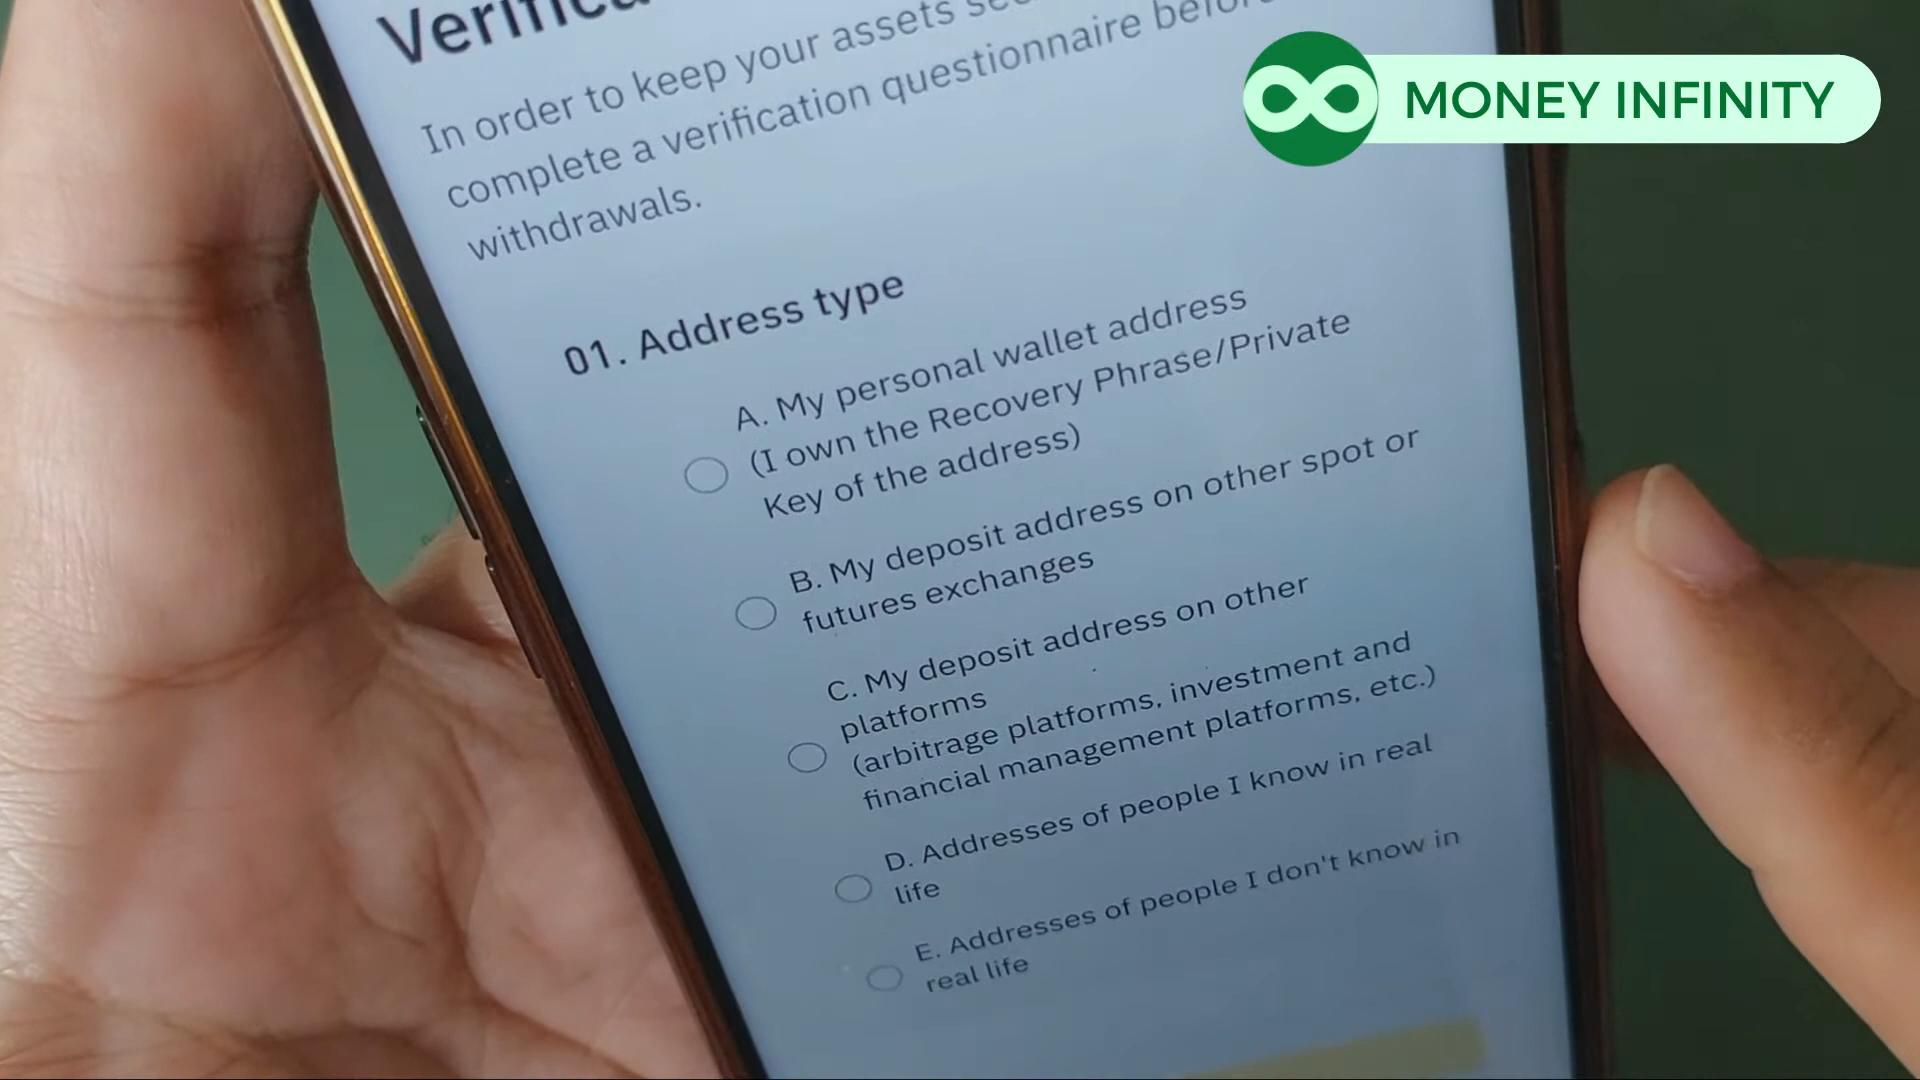 In order to keep your assets
complete a verification questionnaire
withdrawals.
01. Address type
A. My personal wallet address
(I own the Recovery Phrase/Private
Key of the address)
B. My deposit address on other spot or
futures exchanges
C. My deposit address on other
platforms
(arbitrage platforms, investment and
financial management platforms, etc.)
D. Addresses of people I know in real
life
E. Addresses of people I don't know in
real life
MONEY INFINITY